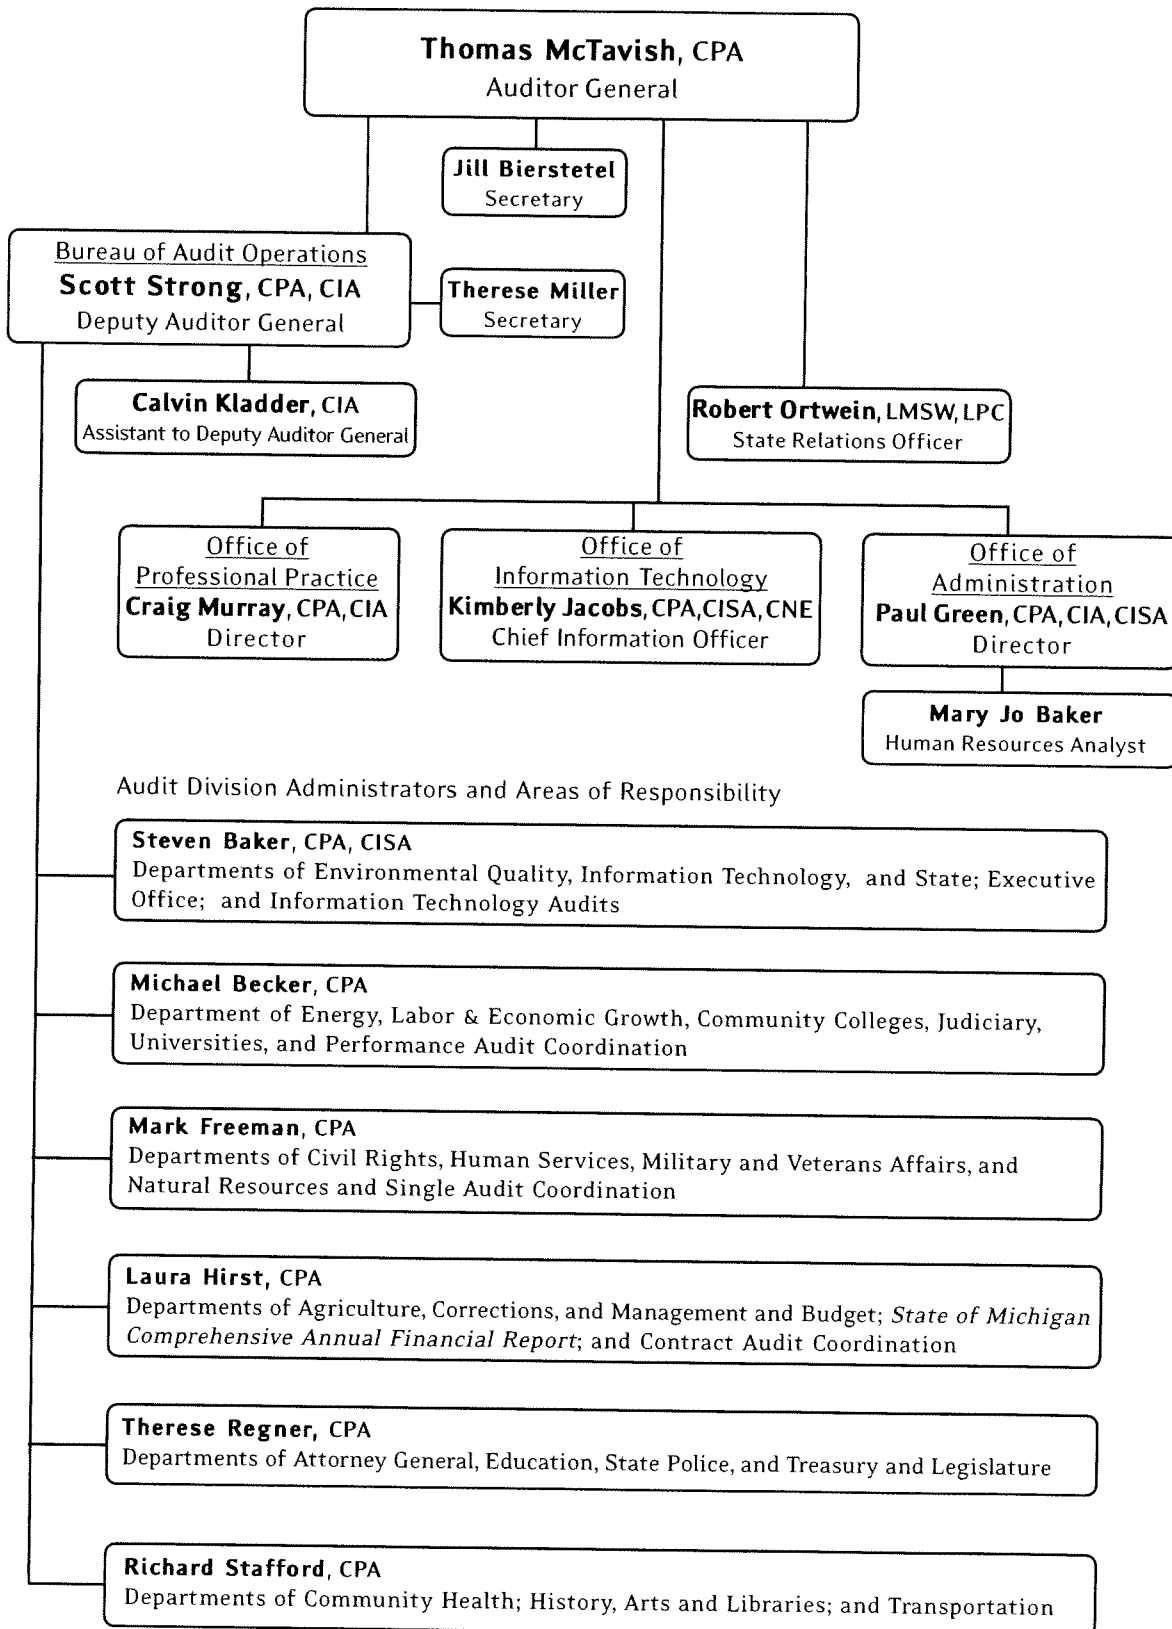 Thomas McTavish, CPA
Auditor General
Jill Bierstetel
Secretary
Bureau of Audit Operations
Scott Strong, CPA, CIA
Deputy Auditor General
Therese Miller
Secretary
Calvin Kladder, CIA
Assistant to Deputy Auditor General
Robert Ortwein, LMSW, LPC
State Relations Officer
Office of
Professional Practice
Craig Murray, CPA, CIA
Director
Office of
Information Technology
Kimberly Jacobs, CPA, CISA, CNE
Chief Information Officer
Office of
Administration
Paul Green, CPA, CIA, CISA
Director
Mary Jo Baker
Human Resources Analyst
Audit Division Administrators and Areas of Responsibility
Steven Baker, CPA, CISA
Departments of Environmental Quality, Information Technology, and State; Executive
Office; and Information Technology Audits
Michael Becker, CPA
Department of Energy, Labor & Economic Growth, Community Colleges, Judiciary,
Universities, and Performance Audit Coordination
Mark Freeman, CPA
Departments of Civil Rights, Human Services, Military and Veterans Affairs, and
Natural Resources and Single Audit Coordination
Laura Hirst, CPA
Departments of Agriculture, Corrections, and Management and Budget; State of Michigan
Comprehensive Annual Financial Report; and Contract Audit Coordination
Therese Regner, CPA
Departments of Attorney General, Education, State Police, and Treasury and Legislature
Richard Stafford, CPA
Departments of Community Health; History, Arts and Libraries; and Transportation